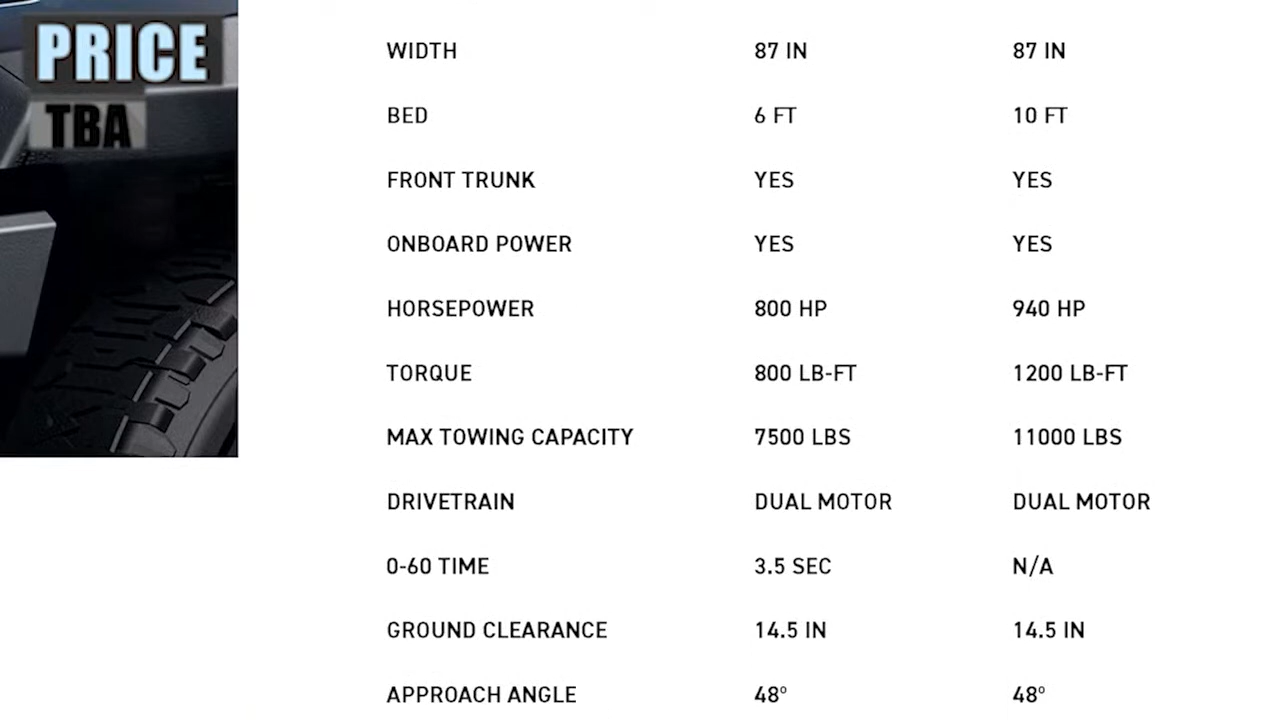 PRICE
TBA
WIDTH 87 IN 87 IN
BED 6 FT 10 FT
FRONT TRUNK YES YES
ONBOARD POWER YES YES
HORSEPOWER 800 HP 940 HP
TORQUE 800 LB-FT 1200 LB-FT
MAX TOWING CAPACITY 7500 LBS 11000 LBS
DRIVETRAIN DUAL MOTOR DUAL MOTOR
0-60 TIME 3.5 SEC N/A
GROUND CLEARANCE 14.5 IN 14.5 IN
APPROACH ANGLE 48º 48º